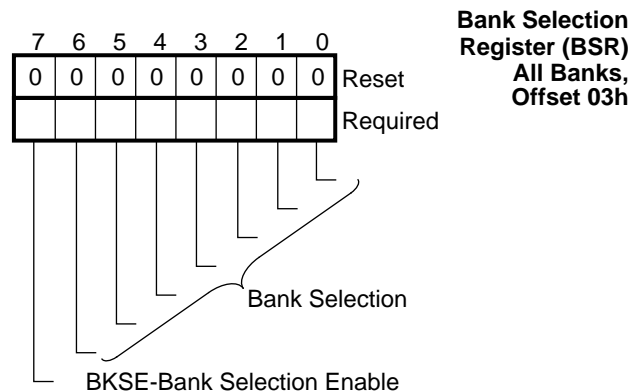 Bank Selection
Register (BSR)
All Banks,
Offset 03h
7 6 5 4 3 2 1 0
0 0 0 0 0 0 0 0 Reset
Required
Bank Selection
BKSE-Bank Selection Enable